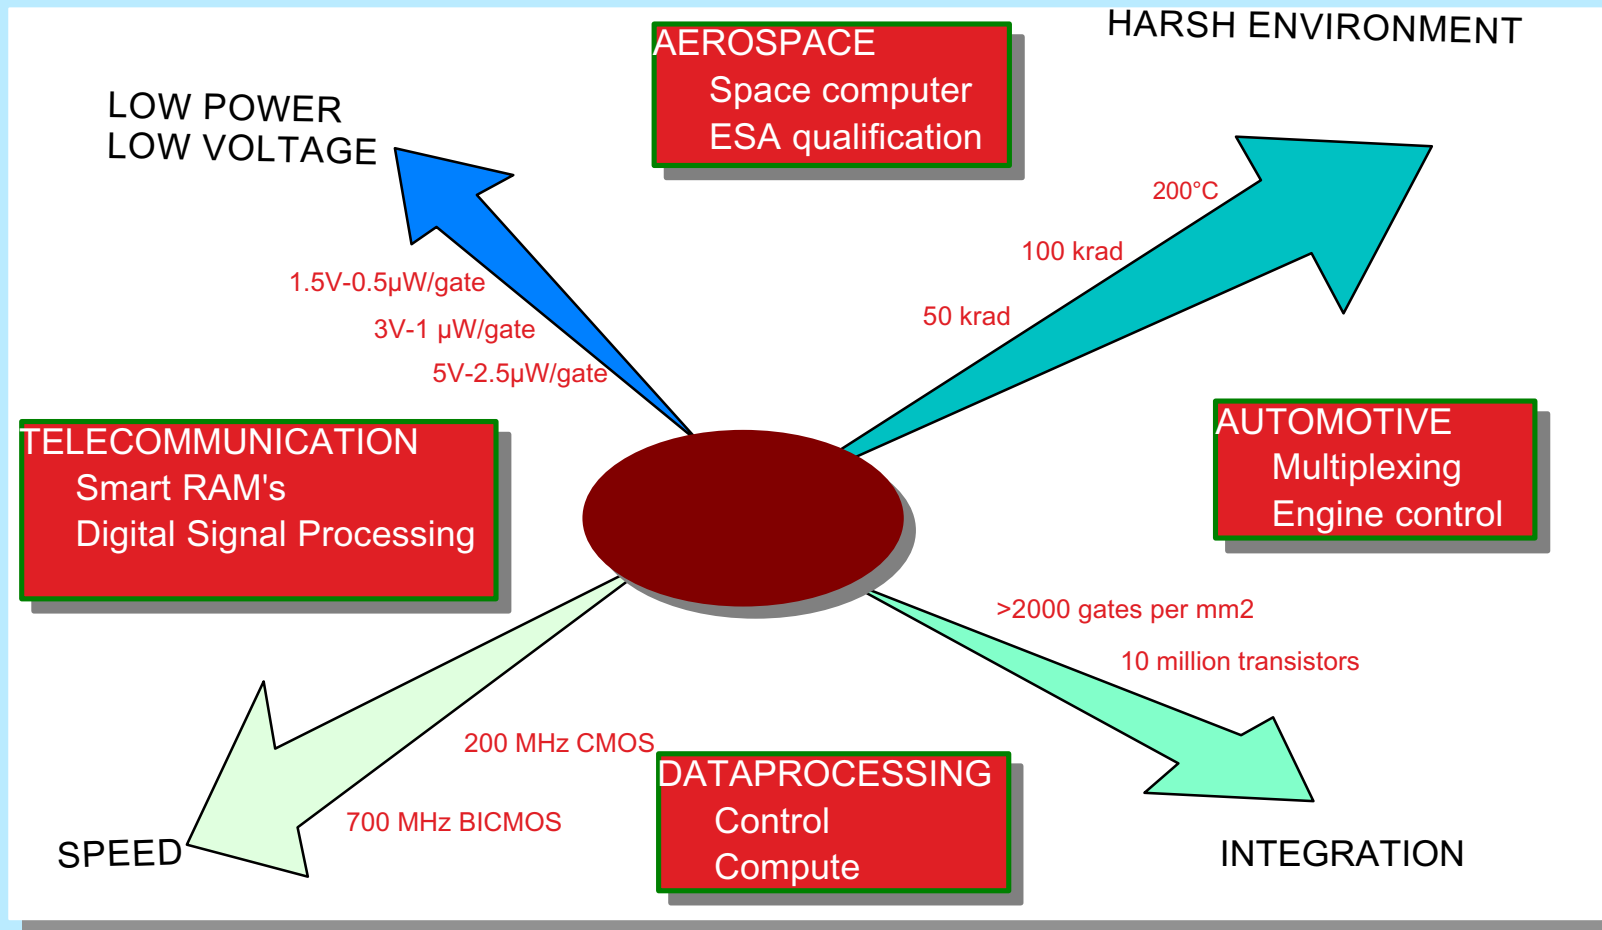 HARSH ENVIRONMENT
AEROSPACE
Space computer
ESA qualification
LOW POWER
LOW VOLTAGE
200°C
100 krad
50 krad
1.5V-0.5µW/gate
3V-1 µW/gate
5V-2.5µW/gate
TELECOMMUNICATION
Smart RAM's
Digital Signal Processing
AUTOMOTIVE
Multiplexing
Engine control
>2000 gates per mm2
10 million transistors
200 MHz CMOS
700 MHz BICMOS
SPEED
DATAPROCESSING
Control
Compute
INTEGRATION